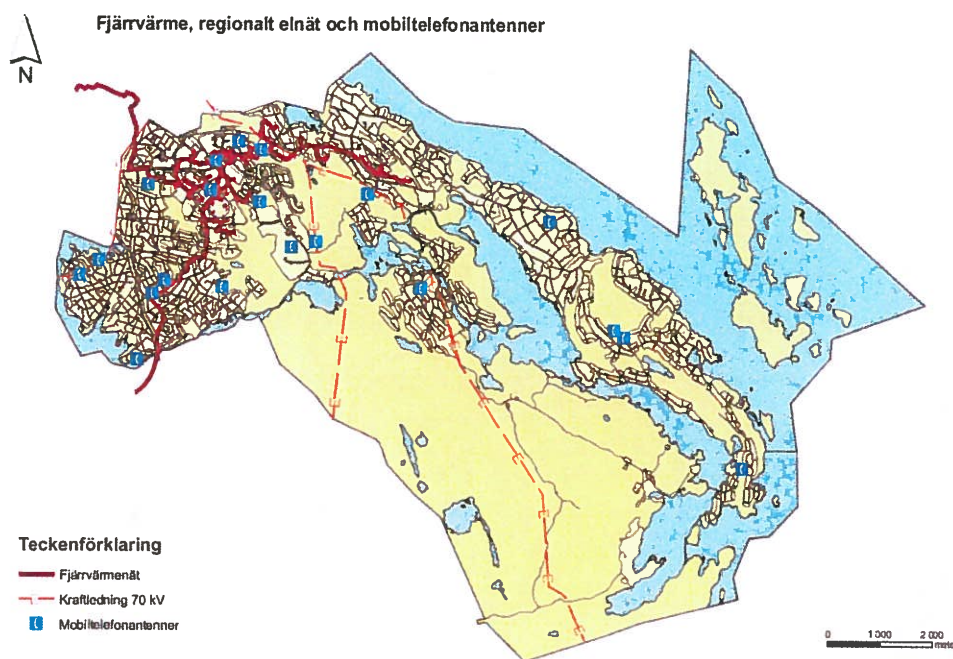 Fjärrvärme, regionalt elnät och mobiltelefonantenner
N
Teckenförklaring
Fjärrvärmenät
Kraftledning 70 kV
Mobiltelefonantenner
0 1 000 2 000